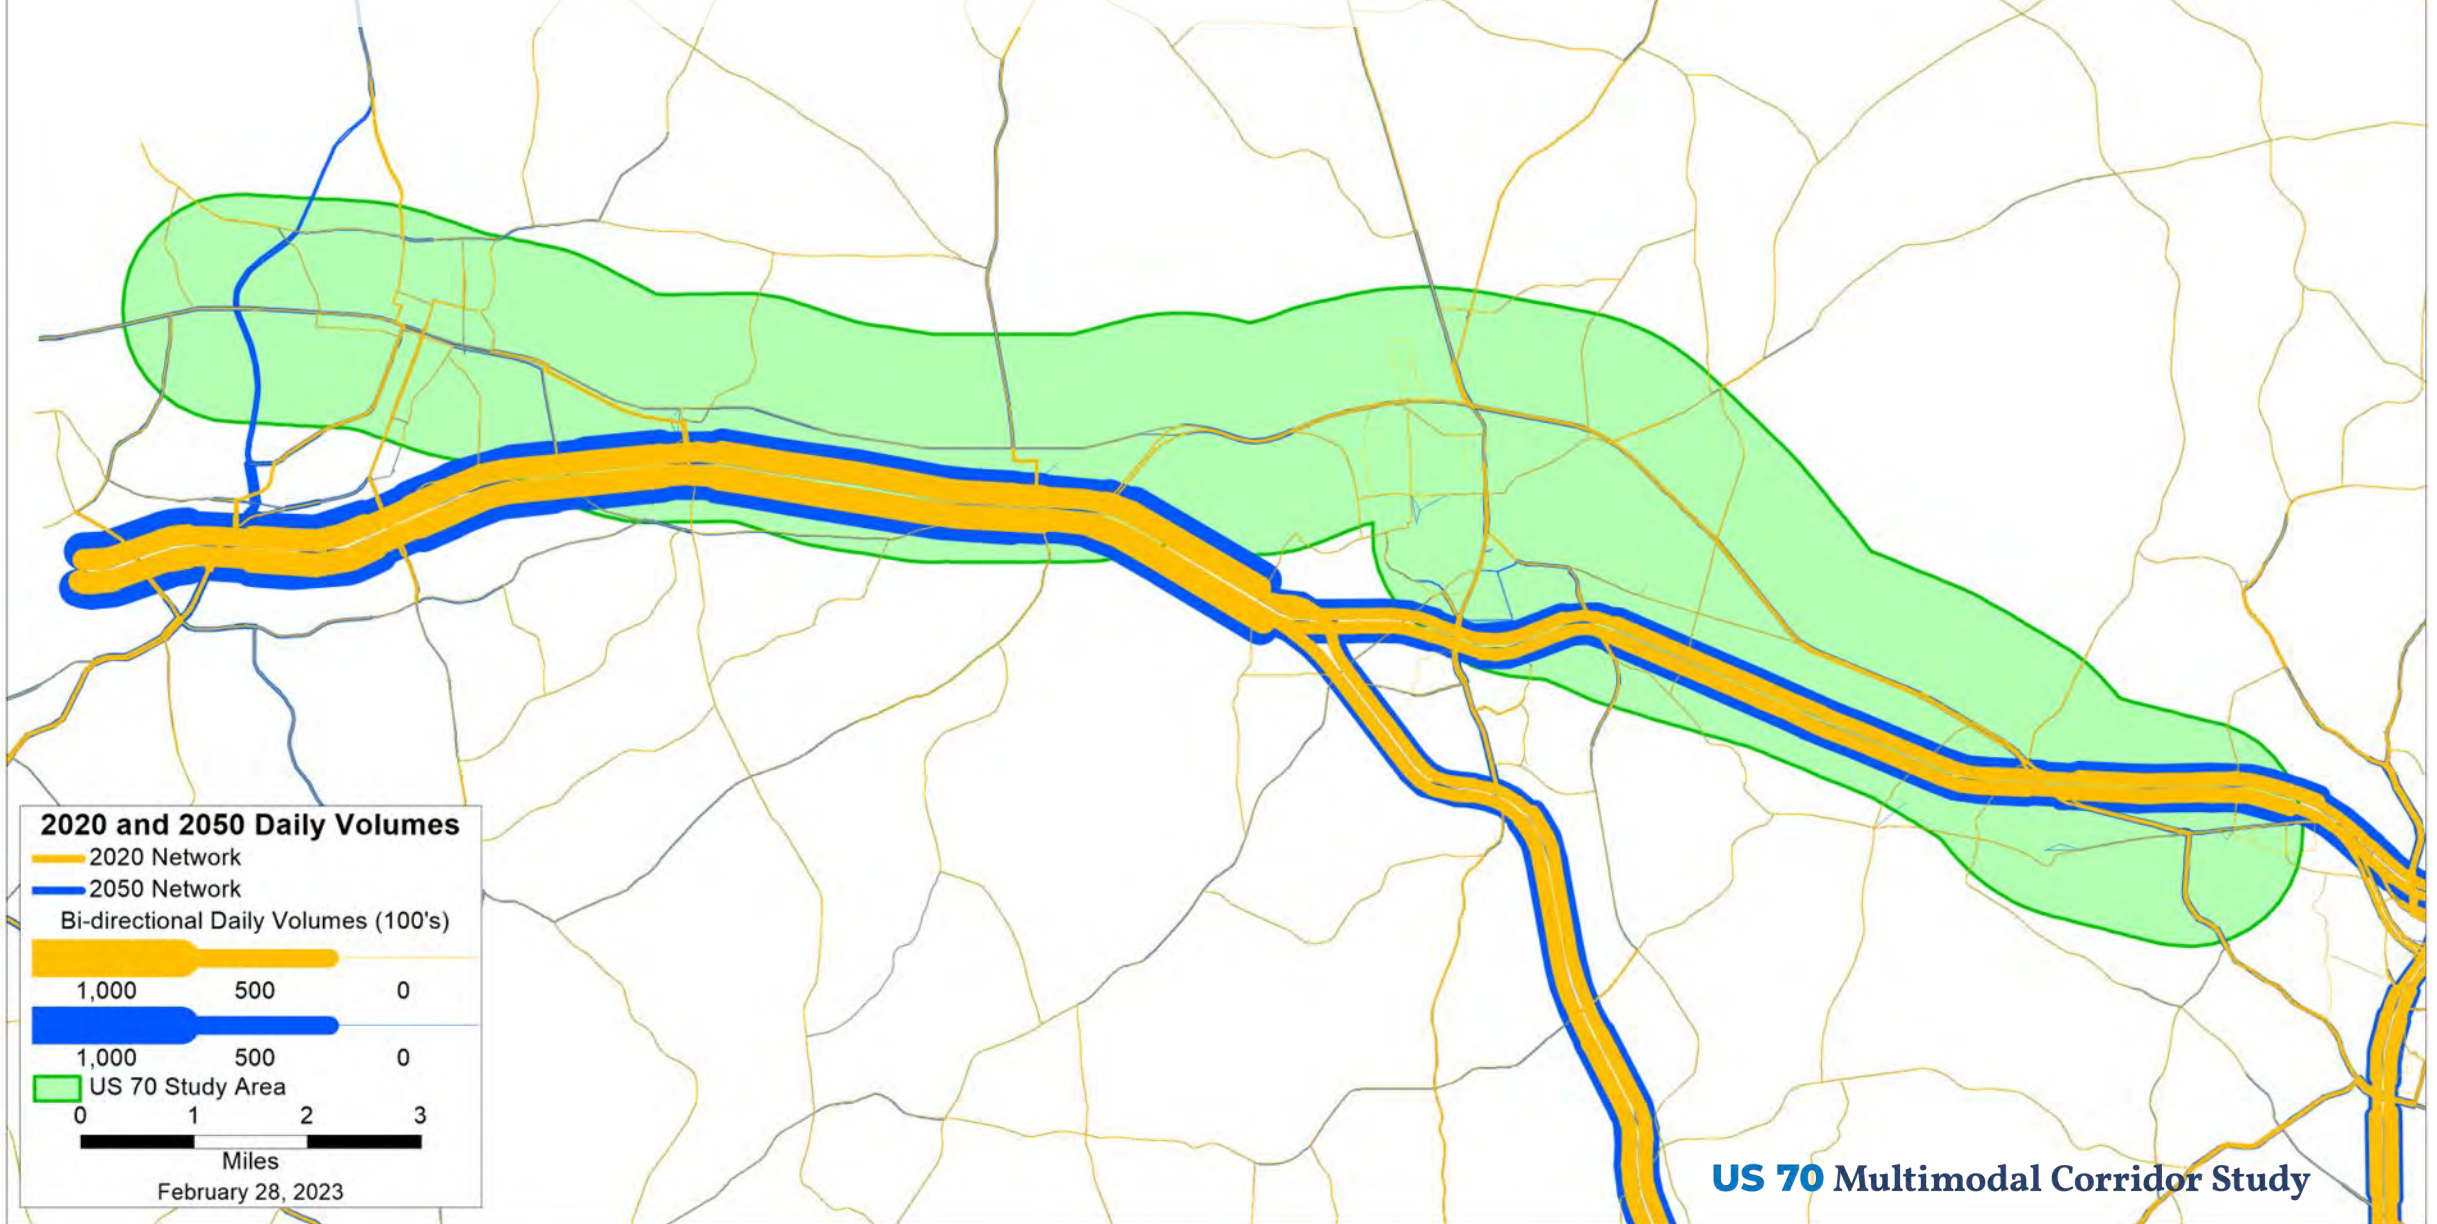 2020 and 2050 Daily Volumes
2020 Network
2050 Network
Bi-directional Daily Volumes (100's)
1,000 500 0
1,000 500 0
US 70 Study Area
0 1 2 3
Miles
February 28, 2023
US 70 Multimodal Corridor Study